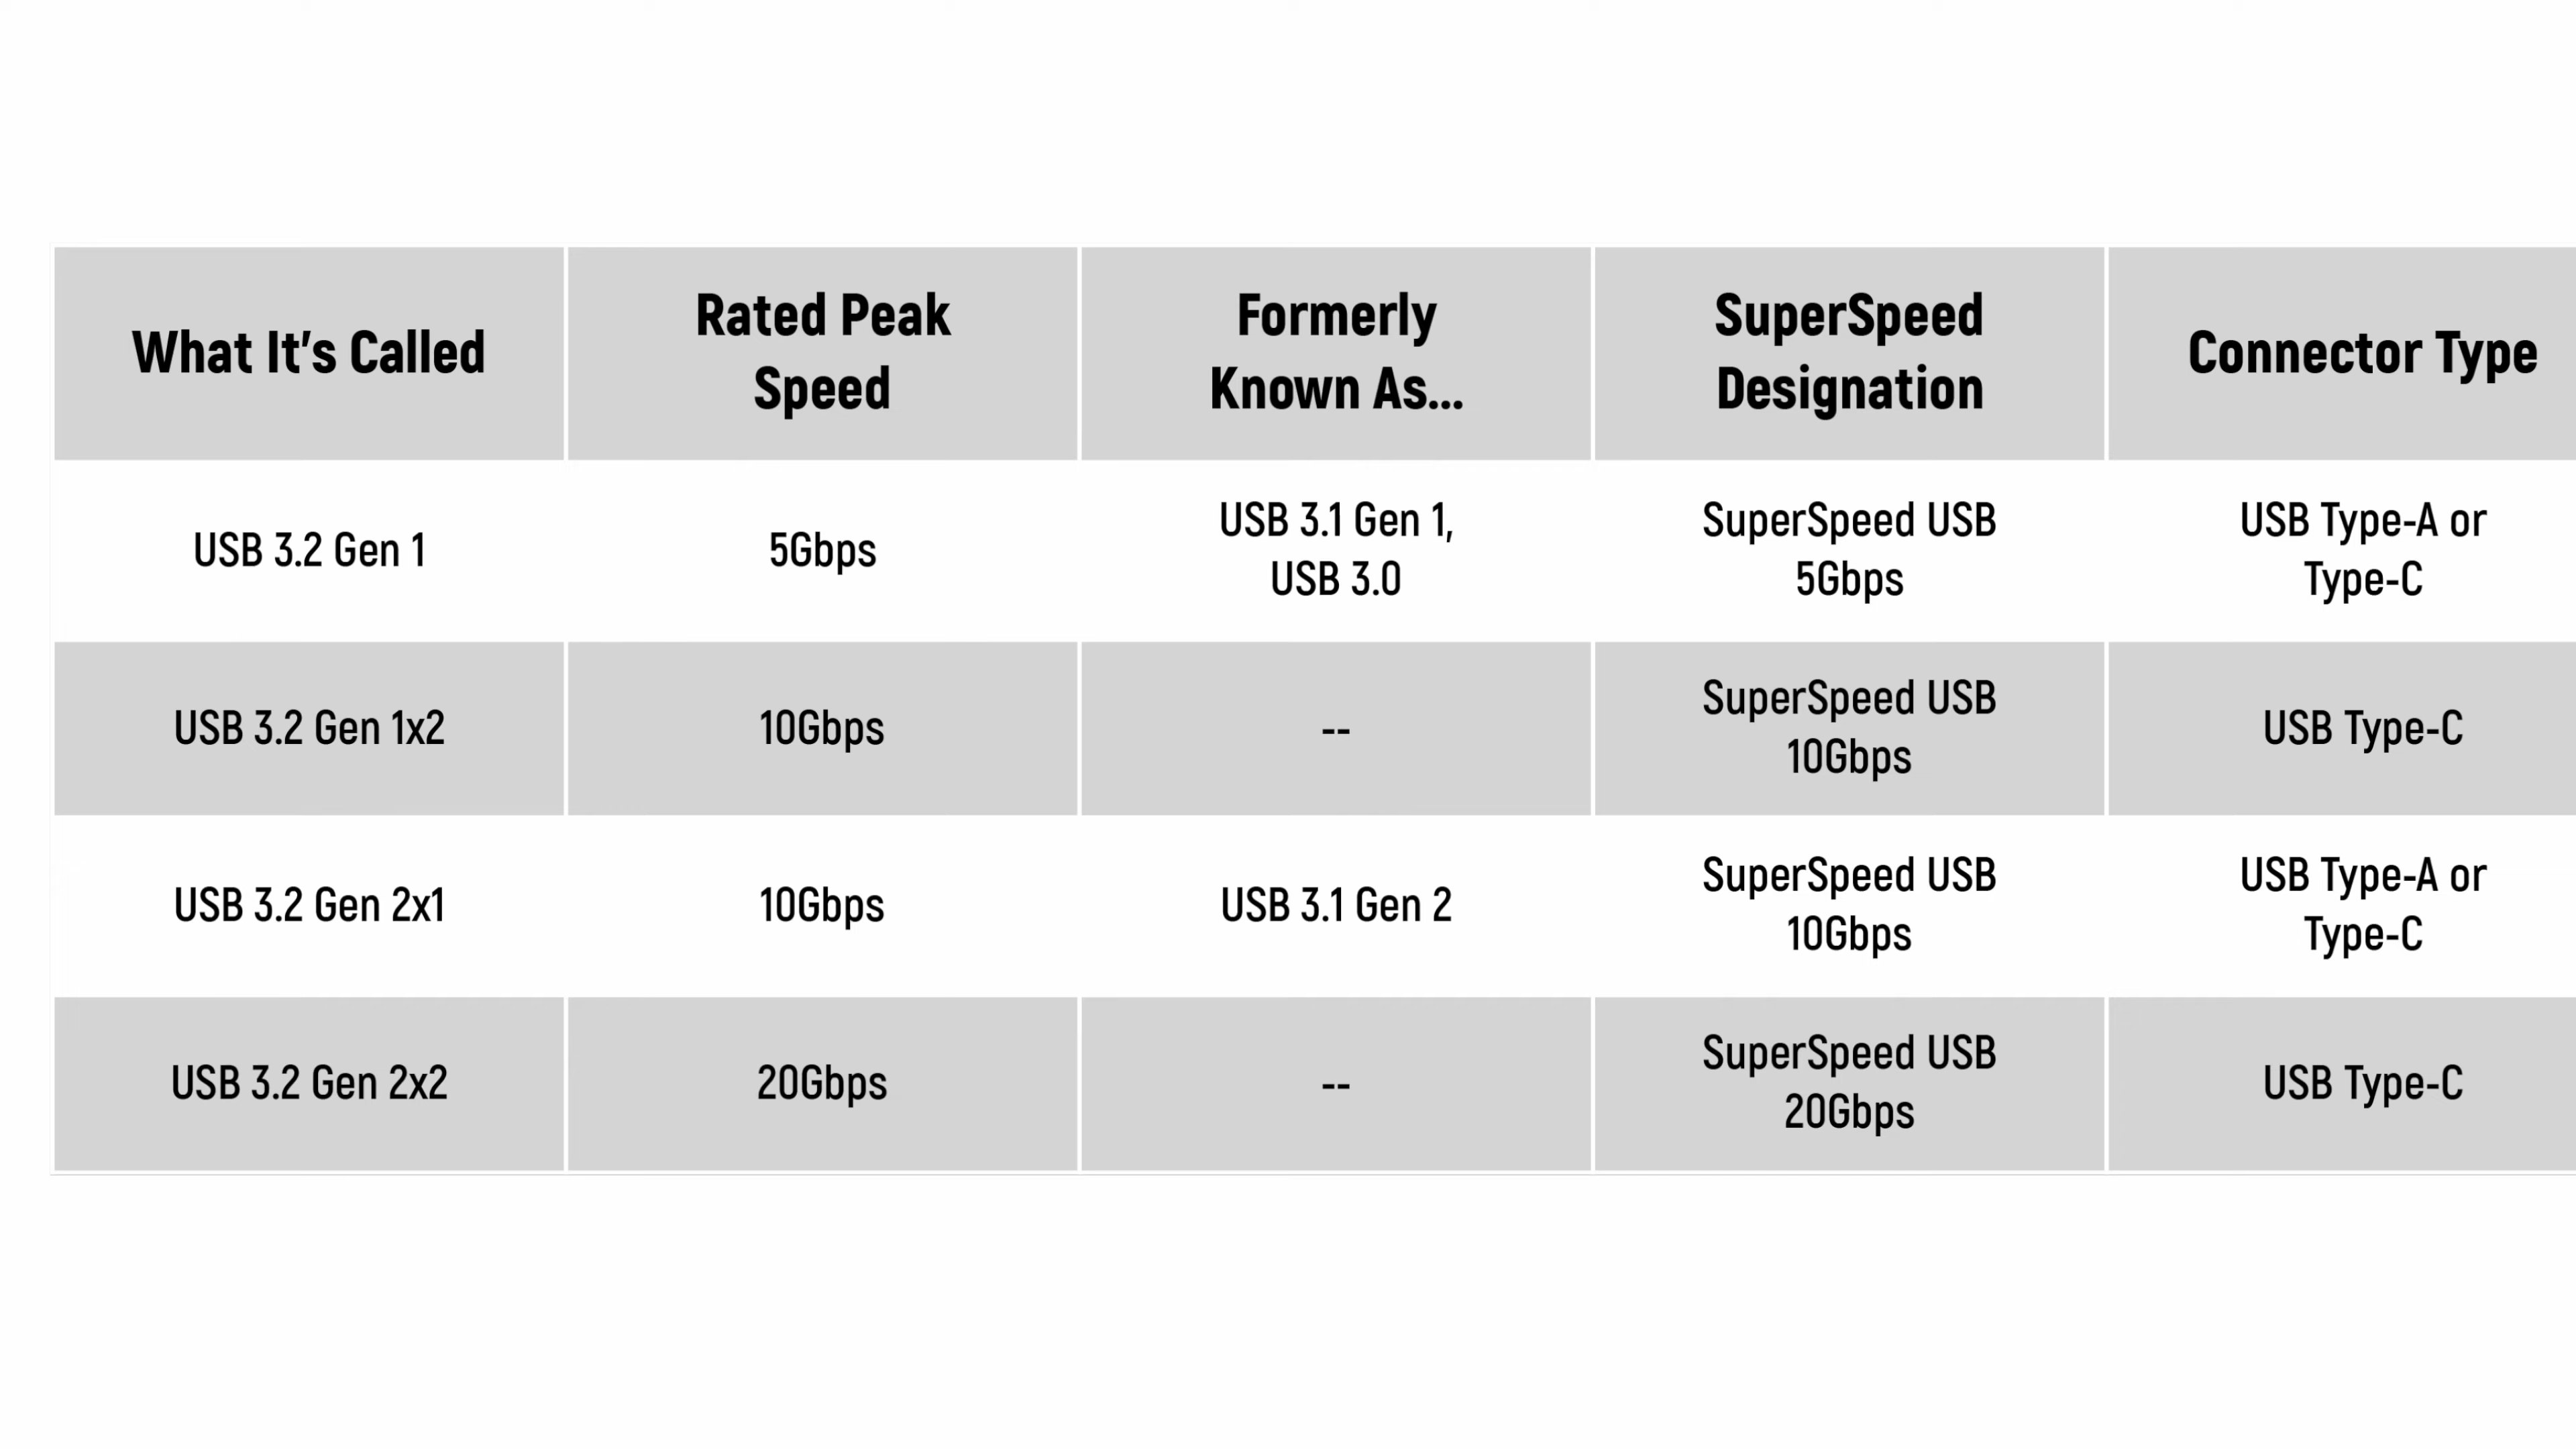 What It's Called
Rated Peak
Speed
Formerly
Known As...
SuperSpeed
Designation
Connector Type
USB 3.2 Gen 1
5Gbps
USB 3.1 Gen 1,
USB 3.0
SuperSpeed USB
5Gbps
USB Type-A or
Type-C
USB 3.2 Gen 1x2
10Gbps
--
SuperSpeed USB
10Gbps
USB Type-C
USB 3.2 Gen 2x1
10Gbps
USB 3.1 Gen 2
SuperSpeed USB
10Gbps
USB Type-A or
Type-C
USB 3.2 Gen 2x2
20Gbps
--
SuperSpeed USB
20Gbps
USB Type-C